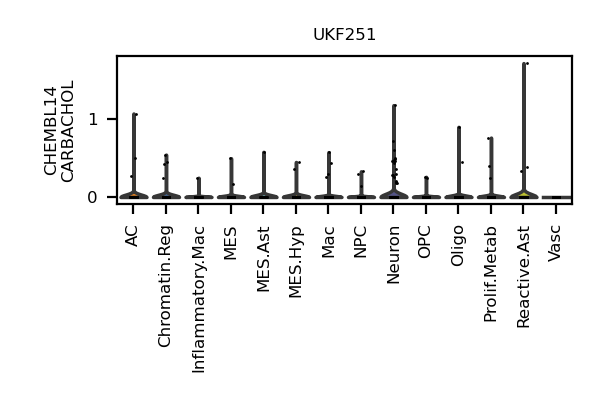 UKF251
CHEMBL14
CARBACHOL
1
0
AC
Chromatin.Reg
Inflammatory.Mac
MES
MES.Ast
MES.Hyp
Mac
NPC
Neuron
OPC
Oligo
Prolif.Metab
Reactive.Ast
Vasc